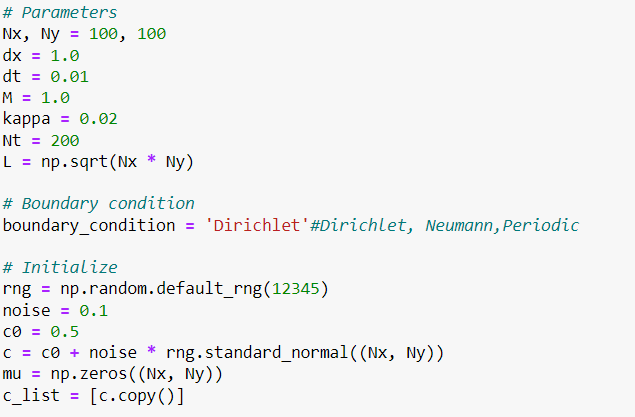 # Parameters
Nx, Ny = 100, 100
dx = 1.0
dt = 0.01
M = 1.0
kappa = 0.02
Nt = 200
L = np.sqrt(Nx * Ny)
# Boundary condition
boundary_condition = 'Dirichlet'#Dirichlet, Neumann,Periodic
# Initialize
rng = np.random.default_rng(12345)
noise = 0.1
c0 = 0.5
c = c0 + noise * rng.standard_normal((Nx, Ny))
mu = np.zeros((Nx, Ny))
c_list = [c.copy()]